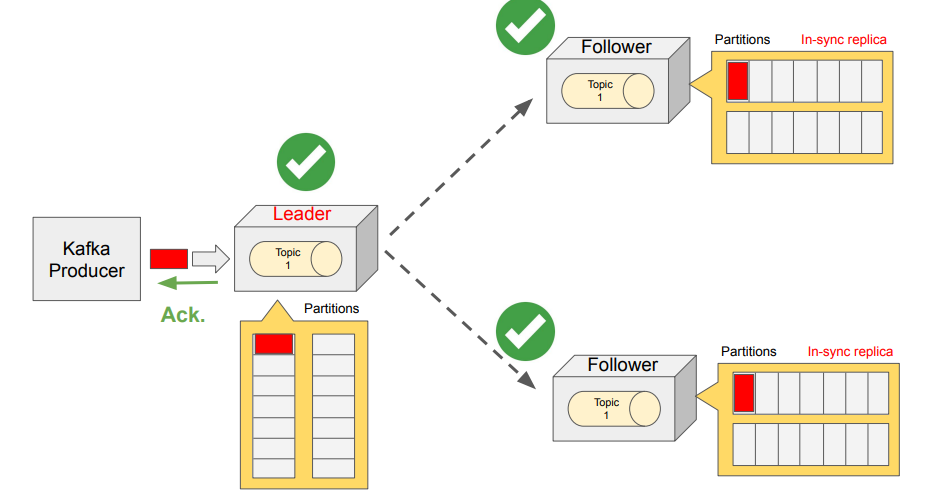 Follower
Topic
1
Partitions
In-sync replica
Leader
Topic
1
Kafka
Producer
Ack.
Partitions
Follower
Topic
1
Partitions
In-sync replica